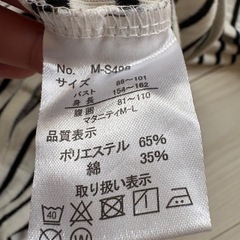 No. M-S498
サイズ
バスト 86~101
身長 154~162
腹囲 81~110
マタニティM-L
品質表示
ポリエステル 65%
綿 35%
取り扱い表示
40